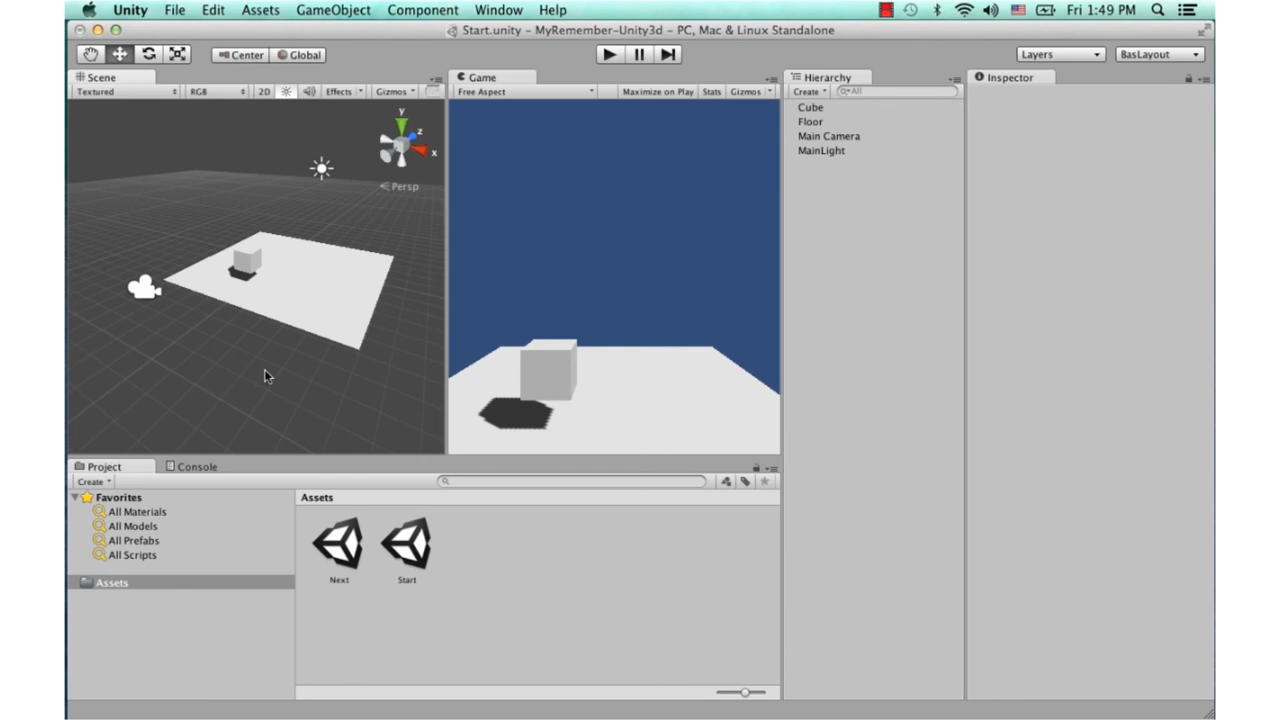 Unity File Edit Assets GameObject Component Window Help Fri 1:49 PM
Start.unity - MyRemember-Unity3d - PC, Mac & Linux Standalone
Center Global Layers BasLayout
Scene Game Hierarchy Inspector
Textured RGB 2D Effects Gizmos Free Aspect Maximize on Play Stats Gizmos Create All
Cube
Floor
Main Camera
MainLight
y
z
x
Persp
Project Console
Create
Favorites
All Materials
All Models
All Prefabs
All Scripts
Assets
Assets
Next Start